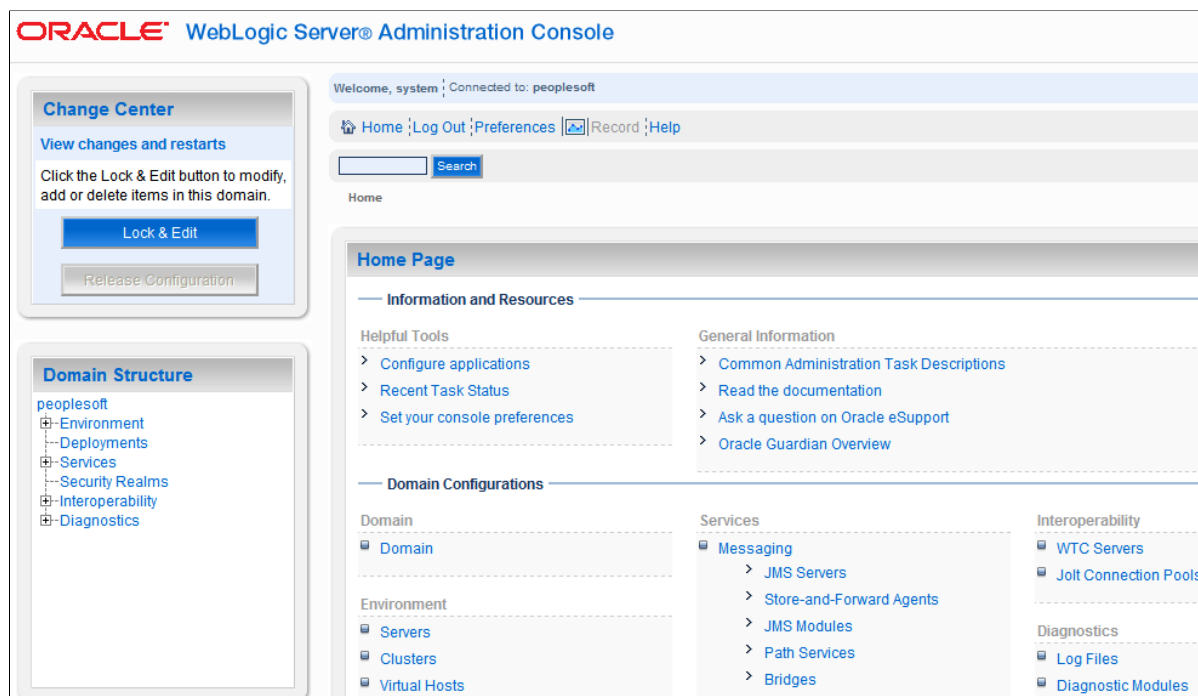 ORACLE® WebLogic Server® Administration Console
Change Center
View changes and restarts
Click the Lock & Edit button to modify,
add or delete items in this domain.
Lock & Edit
Release Configuration
Domain Structure
peoplesoft
Environment
Deployments
Services
Security Realms
Interoperability
Diagnostics
Welcome, system Connected to: peoplesoft
Home Log Out Preferences Record Help
Search
Home
Home Page
Information and Resources
Helpful Tools
Configure applications
Recent Task Status
Set your console preferences
General Information
Common Administration Task Descriptions
Read the documentation
Ask a question on Oracle eSupport
Oracle Guardian Overview
Domain Configurations
Domain
Domain
Environment
Servers
Clusters
Virtual Hosts
Services
Messaging
JMS Servers
Store-and-Forward Agents
JMS Modules
Path Services
Bridges
Interoperability
WTC Servers
Jolt Connection Pools
Diagnostics
Log Files
Diagnostic Modules